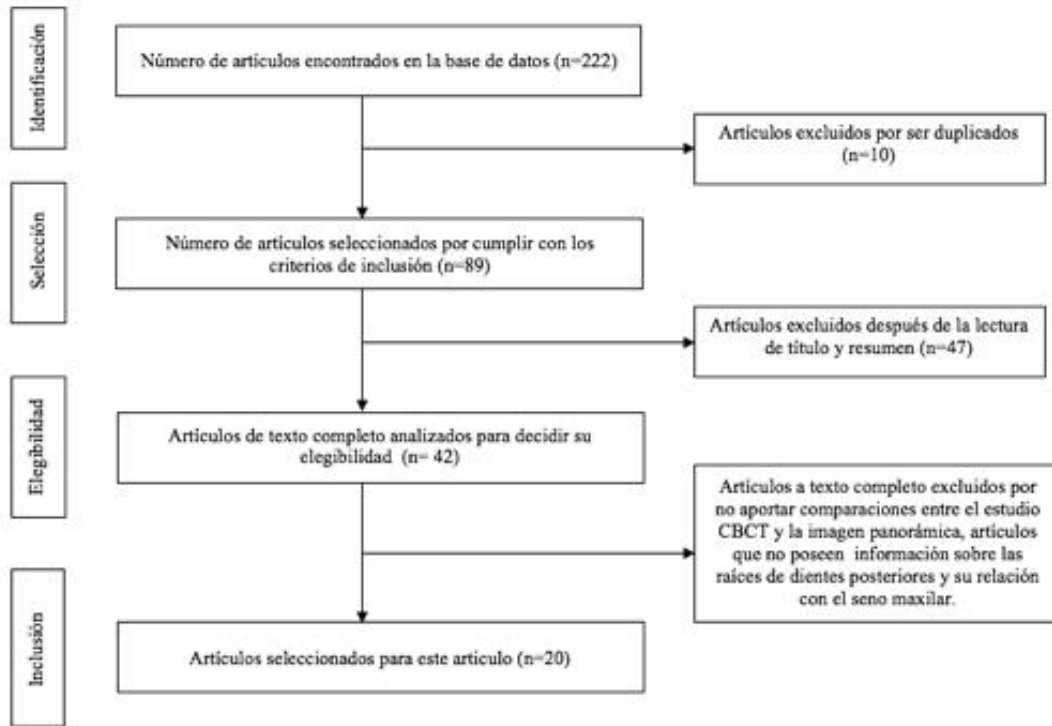 Identificación
Número de artículos encontrados en la base de datos (n=222)
Artículos excluidos por ser duplicados
(n=10)
Selección
Número de artículos seleccionados por cumplir con los
criterios de inclusión (n=89)
Artículos excluidos después de la lectura
de título y resumen (n=47)
Elegibilidad
Artículos de texto completo analizados para decidir su
elegibilidad (n= 42)
Artículos a texto completo excluidos por
no aportar comparaciones entre el estudio
CBCT y la imagen panorámica, artículos
que no poseen información sobre las
raíces de dientes posteriores y su relación
con el seno maxilar.
Inclusión
Artículos seleccionados para este articulo (n=20)